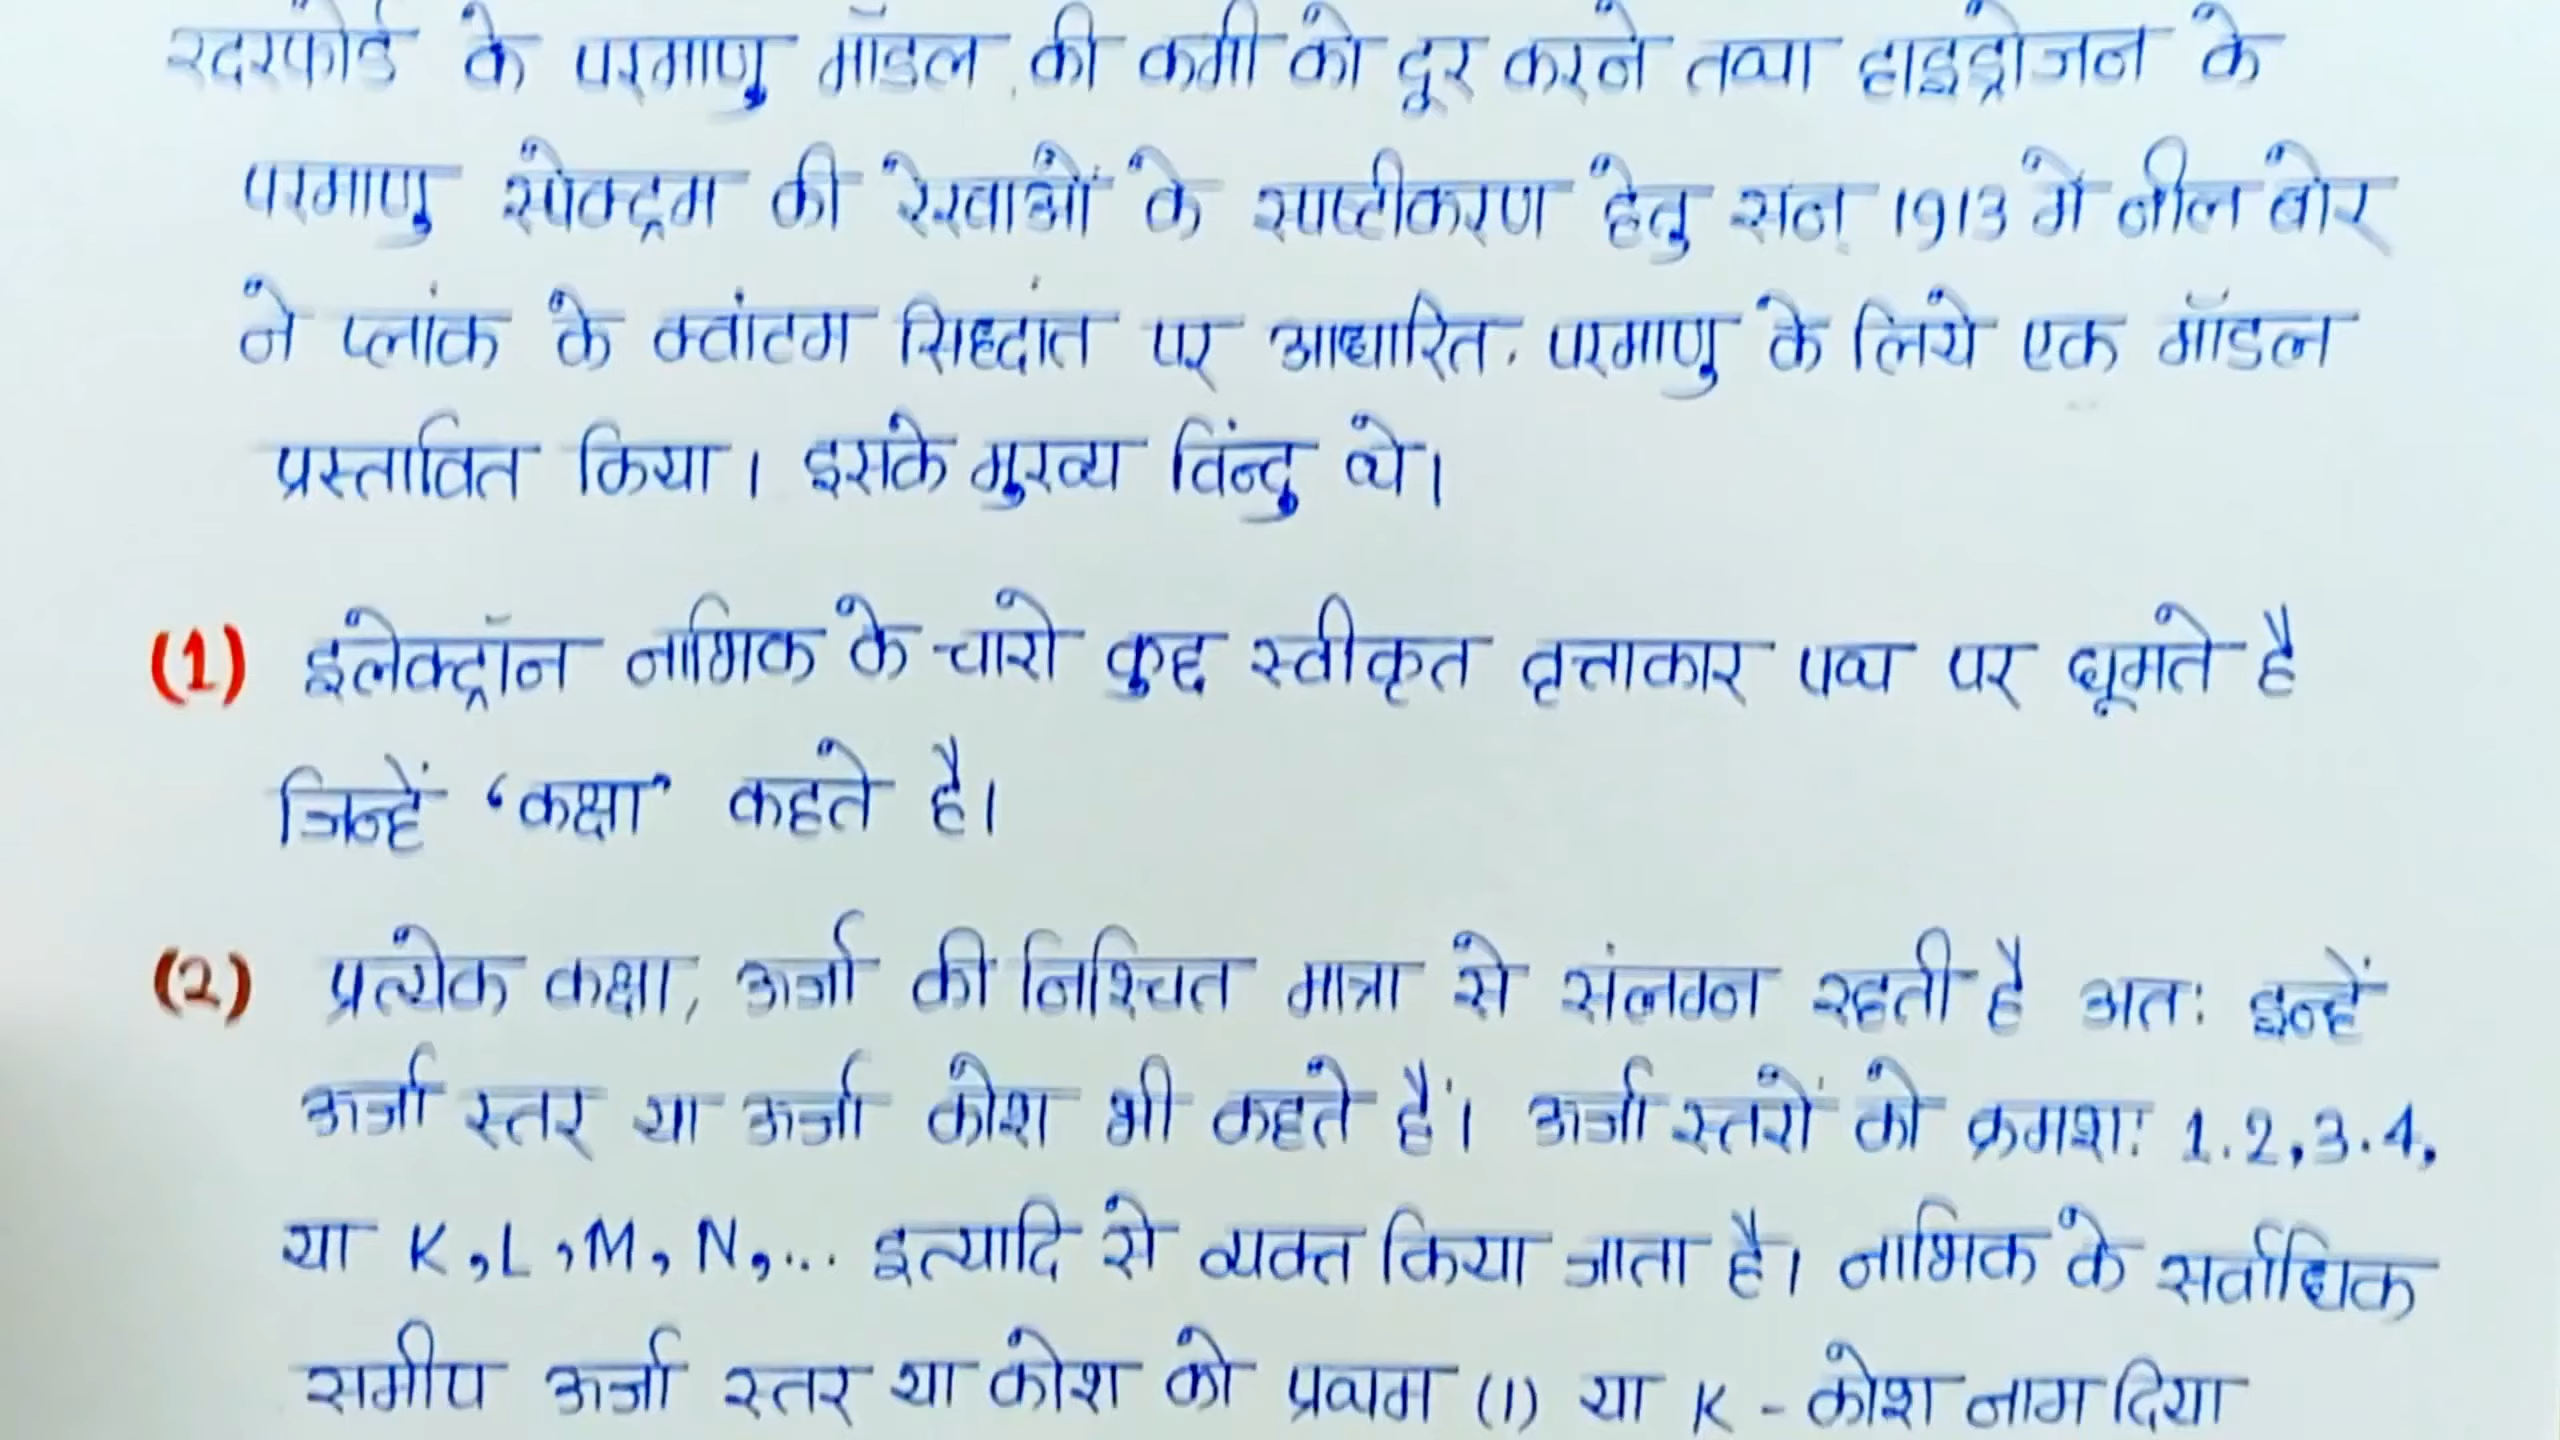 रदरफोर्ड के परमाणु मॉडल की कमी को दूर करने तथा हाइड्रोजन के
परमाणु स्पेक्ट्रम की रेखाओं के स्पष्टीकरण हेतु सन् 1913 में नील बोर
ने प्लांक के क्वांटम सिध्दांत पर आधारित, परमाणु के लिये एक मॉडल
प्रस्तावित किया। इसके मुख्य विंन्दु थे।
(1) इलेक्ट्रॉन नाभिक के चारो कुछ स्वीकृत वृत्ताकार पथ पर घूमते है
जिन्हें ‘कक्षा’ कहते है।
(2) प्रत्येक कक्षा, ऊर्जा की निश्चित मात्रा से संलग्न रहती है अतः इन्हें
ऊर्जा स्तर या ऊर्जा कोश भी कहते हैं। ऊर्जा स्तरों को क्रमशः 1.2,3.4,
या K,L,M,N,... इत्यादि से व्यक्त किया जाता है। नाभिक के सर्वाधिक
समीप ऊर्जा स्तर या कोश को प्रथम (1) या K - कोश नाम दिया